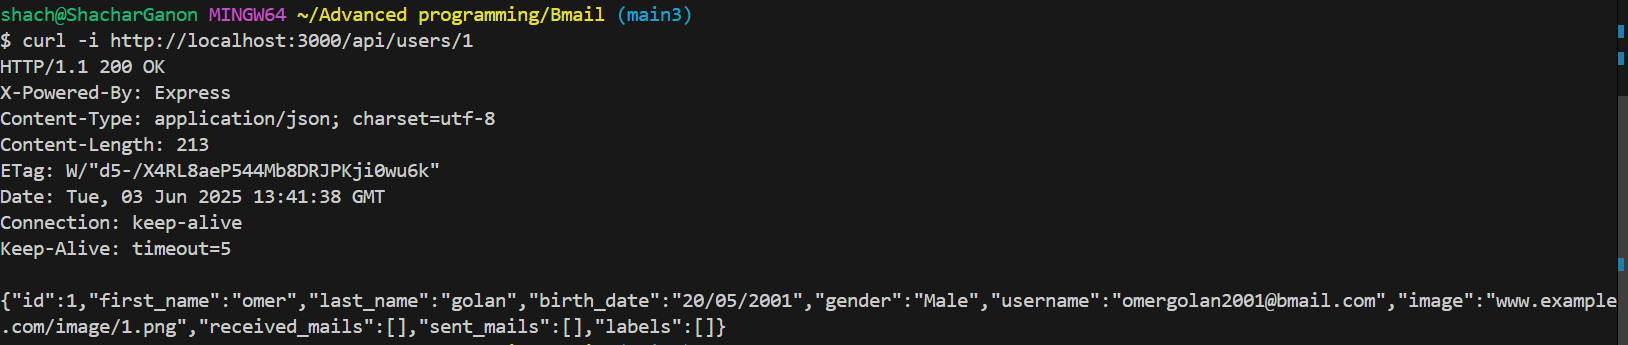 shach@ShacharGanon MINGW64 ~/Advanced programming/Bmail (main3)
$ curl -i http://localhost:3000/api/users/1
HTTP/1.1 200 OK
X-Powered-By: Express
Content-Type: application/json; charset=utf-8
Content-Length: 213
ETag: W/"d5-/X4RL8aeP544Mb8DRJPKji0wu6k"
Date: Tue, 03 Jun 2025 13:41:38 GMT
Connection: keep-alive
Keep-Alive: timeout=5
{"id":1,"first_name":"omer","last_name":"golan","birth_date":"20/05/2001","gender":"Male","username":"omergolan2001@bmail.com","image":"www.example
.com/image/1.png","received_mails":[],"sent_mails":[],"labels":[]}